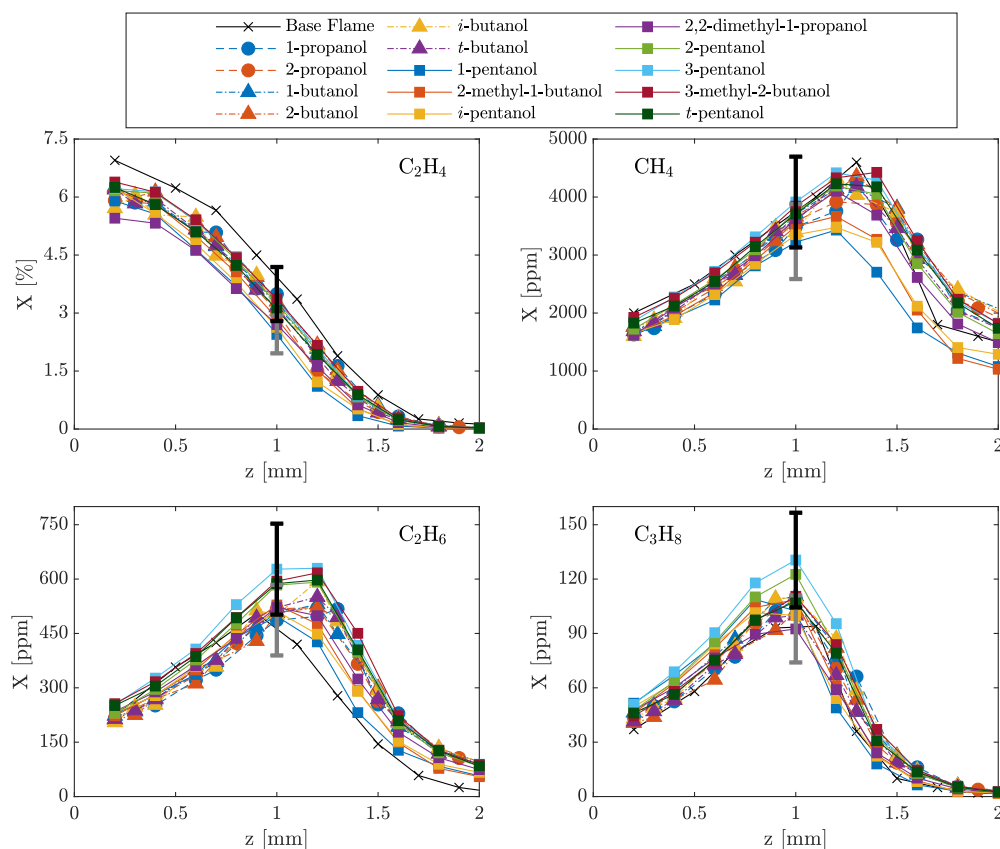 Base Flame
1-propanol
2-propanol
1-butanol
2-butanol
i-butanol
t-butanol
1-pentanol
2-methyl-1-butanol
i-pentanol
2,2-dimethyl-1-propanol
2-pentanol
3-pentanol
3-methyl-2-butanol
t-pentanol
C2H4
X [%]
7.5
6
4.5
3
1.5
0
0 0.5 1 1.5 2
z [mm]
CH4
X [ppm]
5000
4000
3000
2000
1000
0
0 0.5 1 1.5 2
z [mm]
C2H6
X [ppm]
750
600
450
300
150
0
0 0.5 1 1.5 2
z [mm]
C3H8
X [ppm]
150
120
90
60
30
0
0 0.5 1 1.5 2
z [mm]